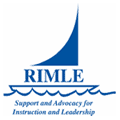 RIMLE
Support and Advocacy for
Instruction and Leadership